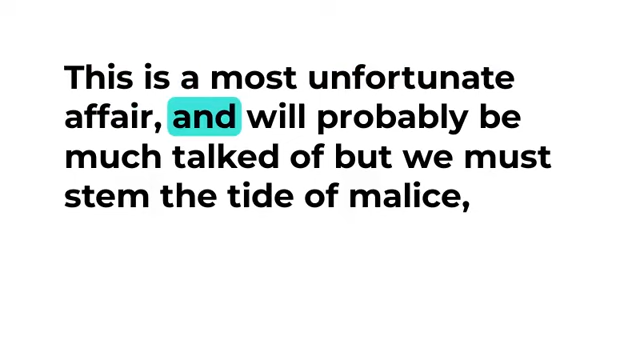 This is a most unfortunate
affair, and will probably be
much talked of but we must
stem the tide of malice,